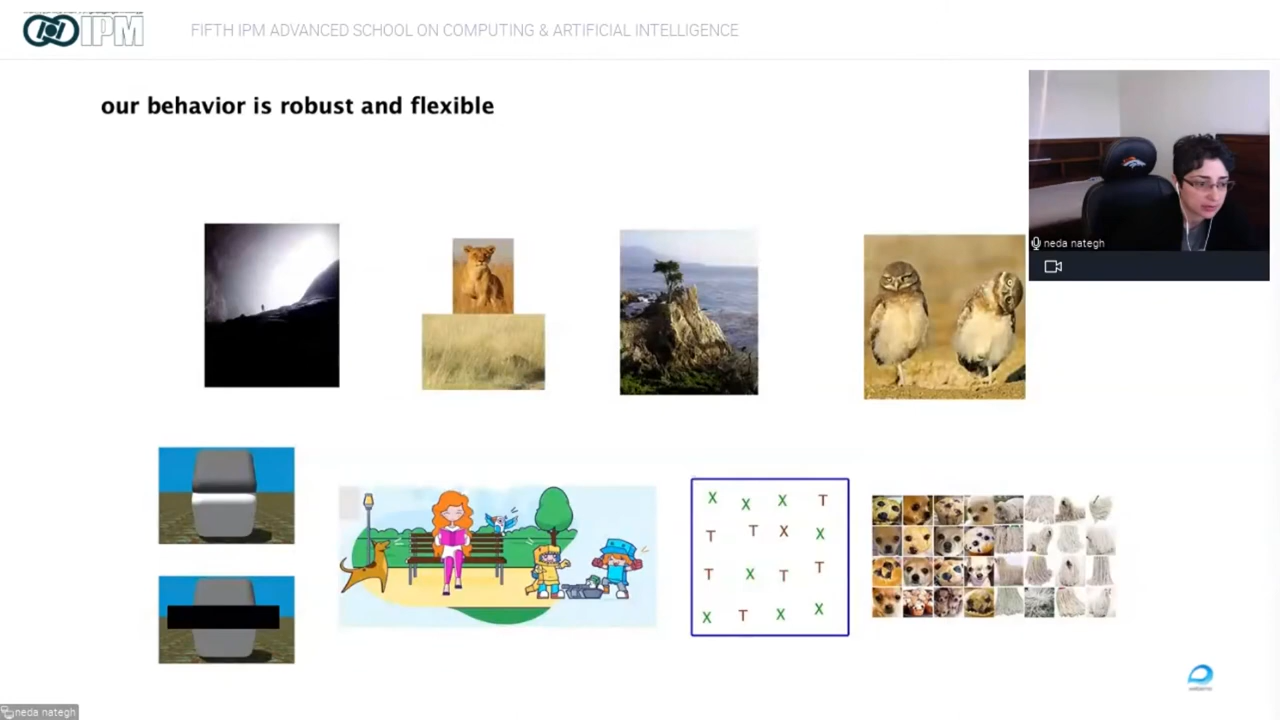 IPM
FIFTH IPM ADVANCED SCHOOL ON COMPUTING & ARTIFICIAL INTELLIGENCE
our behavior is robust and flexible
neda nategh
X X X T
T T X X
T X T T
X T X X
neda nategh